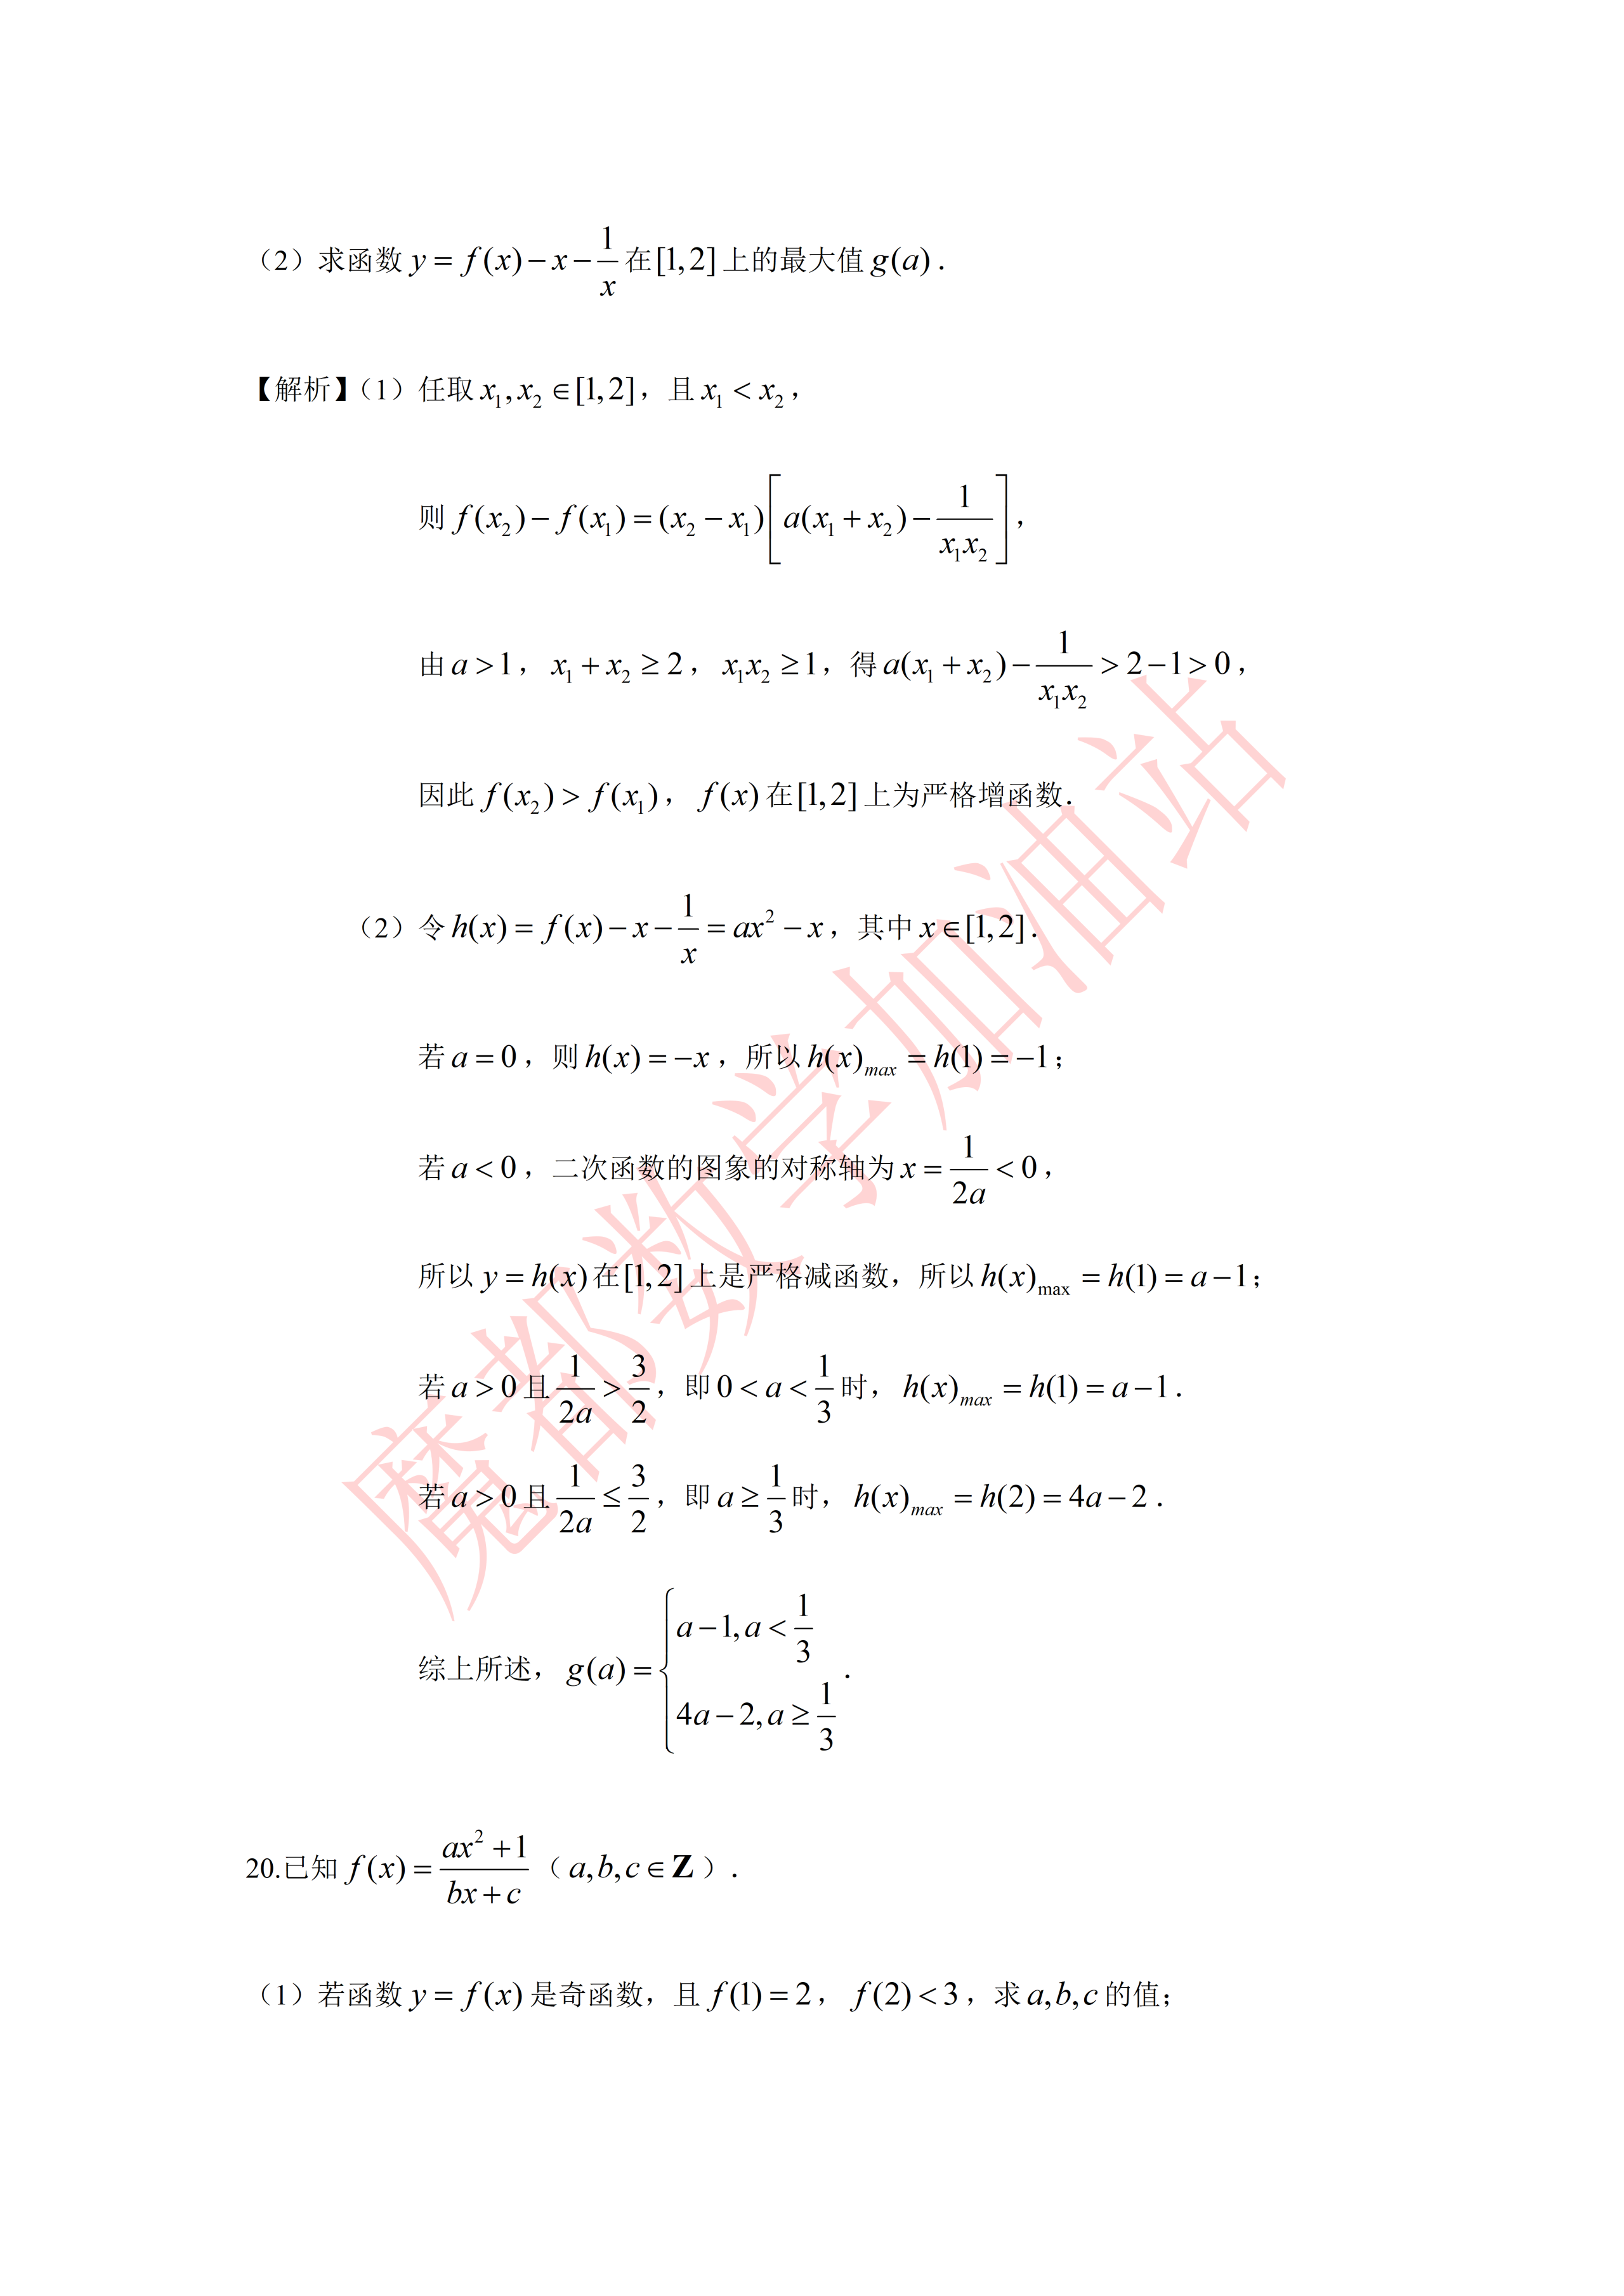 （2）求函数 y = f(x) − x − 1/x 在[1,2]上的最大值 g(a)．
【解析】（1）任取 x₁, x₂ ∈[1,2]，且 x₁ < x₂，
则 f(x₂) − f(x₁) = (x₂ − x₁)[a(x₁ + x₂) − 1/(x₁x₂)]，
由 a > 1，x₁ + x₂ ≥ 2，x₁x₂ ≥ 1，得 a(x₁ + x₂) − 1/(x₁x₂) > 2 − 1 > 0，
因此 f(x₂) > f(x₁)，f(x) 在[1,2]上为严格增函数．
（2）令 h(x) = f(x) − x − 1/x = ax² − x，其中 x ∈[1,2]．
若 a = 0，则 h(x) = −x，所以 h(x)max = h(1) = −1；
若 a < 0，二次函数的图象的对称轴为 x = 1/(2a) < 0，
所以 y = h(x) 在[1,2]上是严格减函数，所以 h(x)max = h(1) = a − 1；
若 a > 0 且 1/(2a) > 3/2，即 0 < a < 1/3 时，h(x)max = h(1) = a − 1．
若 a > 0 且 1/(2a) ≤ 3/2，即 a ≥ 1/3 时，h(x)max = h(2) = 4a − 2．
综上所述，g(a) = { a − 1, a < 1/3
4a − 2, a ≥ 1/3 ．
20.已知 f(x) = (ax² + 1)/(bx + c)（a, b, c ∈ Z）．
（1）若函数 y = f(x) 是奇函数，且 f(1) = 2，f(2) < 3，求 a, b, c 的值；
魔都数学加油站